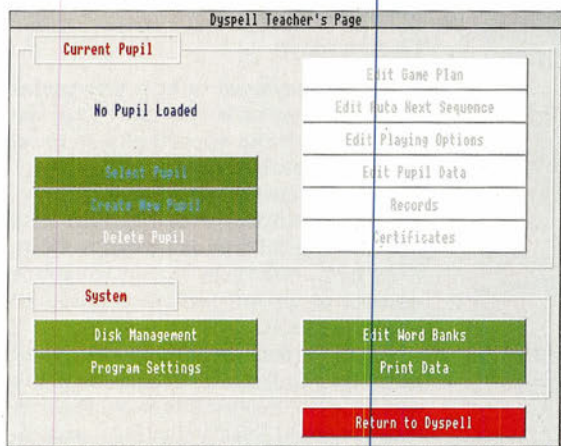 Dyspell Teacher's Page
Current Pupil
No Pupil Loaded
Select Pupil
Create New Pupil
Delete Pupil
Edit Game Plan
Edit Auto Next Sequence
Edit Playing Options
Edit Pupil Data
Records
Certificates
System
Disk Management
Program Settings
Edit Word Banks
Print Data
Return to Dyspell